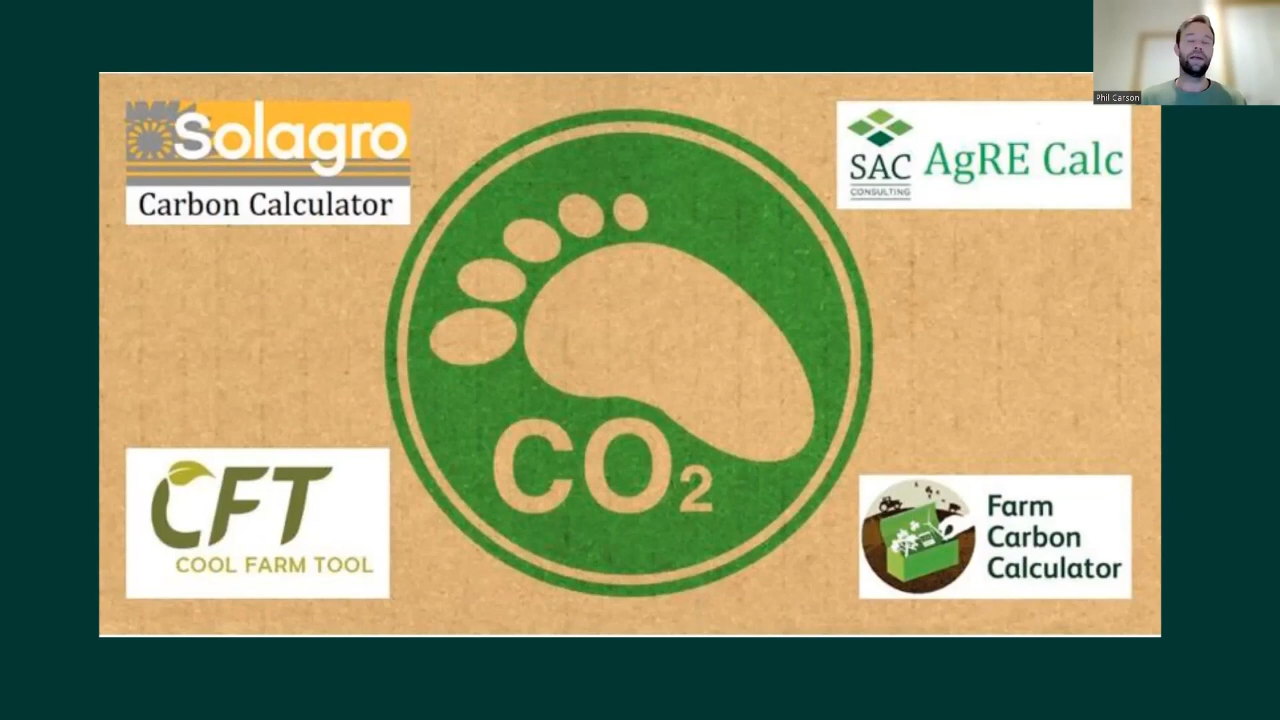 Phil Carson
Solagro
Carbon Calculator
SAC
CONSULTING
AgRE Calc
CO2
CFT
COOL FARM TOOL
Farm
Carbon
Calculator